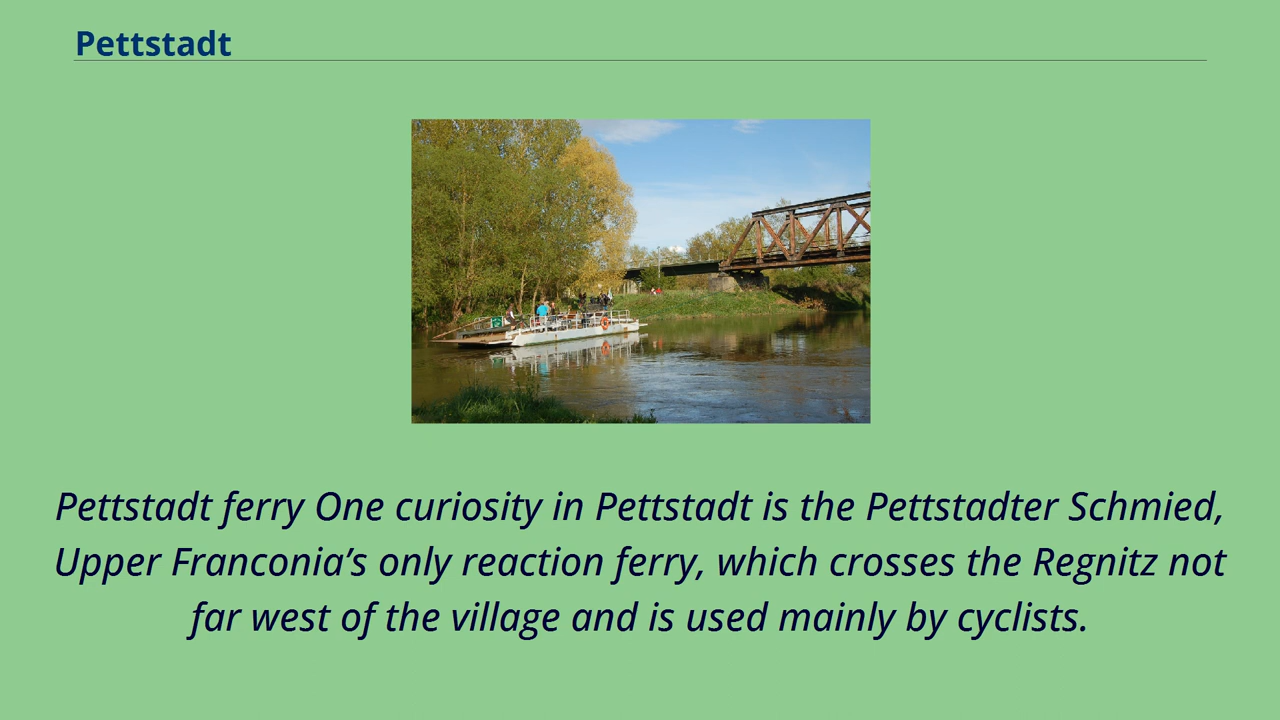 Pettstadt
Pettstadt ferry One curiosity in Pettstadt is the Pettstadter Schmied,
Upper Franconia’s only reaction ferry, which crosses the Regnitz not
far west of the village and is used mainly by cyclists.